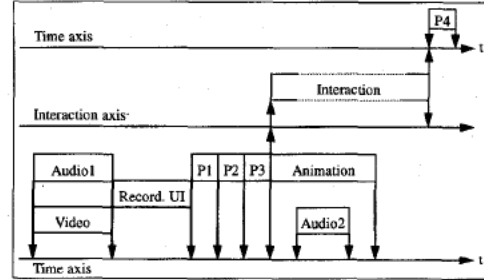 P4
Time axis
t
Interaction
Interaction axis
Audio1
P1
P2
P3
Animation
Record. UI
Video
Audio2
t
Time axis